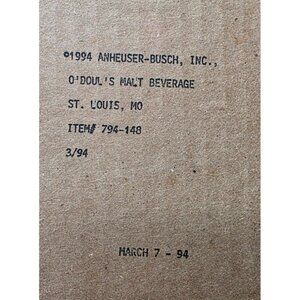 ©1994 ANHEUSER-BUSCH, INC.,
O'DOUL'S MALT BEVERAGE
ST. LOUIS, MO
ITEM# 794-148
3/94
MARCH 7 - 94